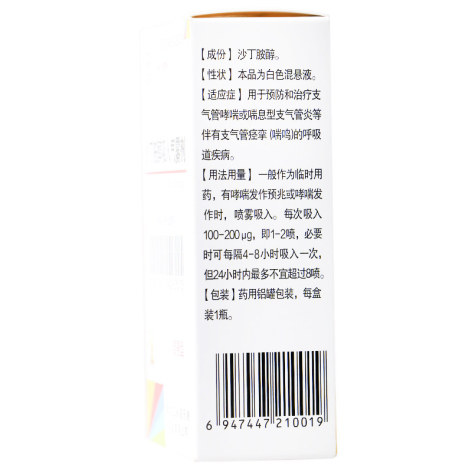 【成份】沙丁胺醇。
【性状】本品为白色混悬液。
【适应症】用于预防和治疗支
气管哮喘或喘息型支气管炎等
伴有支气管痉挛(喘鸣)的呼吸
道疾病。
【用法用量】一般作为临时用
药，有哮喘发作预兆或哮喘发
作时，喷雾吸入。每次吸入
100-200μg，即1-2喷，必要
时可每隔4-8小时吸入一次，
但24小时内最多不宜超过8喷。
【包装】药用铝罐包装，每盒
装1瓶。
6 947447 210019